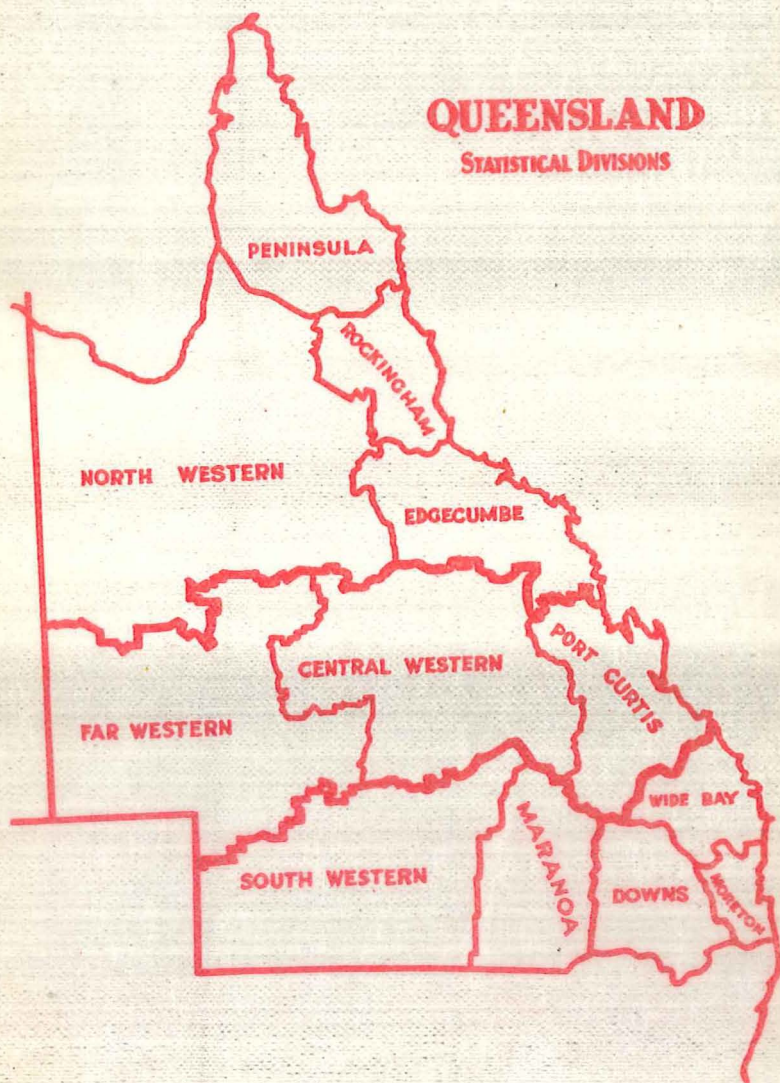 QUEENSLAND
STATISTICAL DIVISIONS
PENINSULA
ROCKINGHAM
NORTH WESTERN
EDGECUMBE
PORT CURTIS
CENTRAL WESTERN
FAR WESTERN
WIDE BAY
MARANOA
SOUTH WESTERN
DOWNS
MORETON